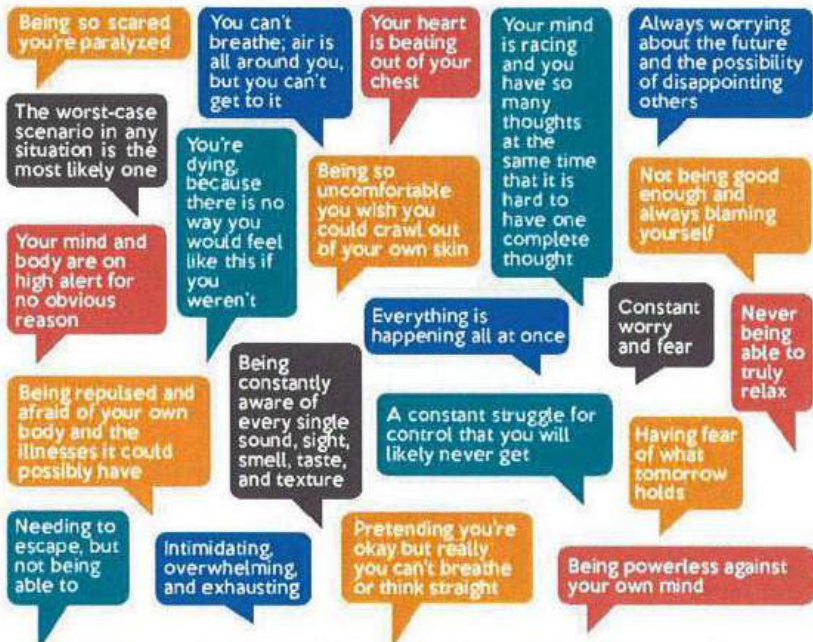 Being so scared
you're paralyzed
You can't
breathe; air is
all around you,
but you can't
get to it
Your heart
is beating
out of your
chest
Your mind
is racing
and you
have so
many
thoughts
at the
same time
that it is
hard to
have one
complete
thought
Always worrying
about the future
and the possibility
of disappointing
others
The worst-case
scenario in any
situation is the
most likely one
You're
dying,
because
there is no
way you
would feel
like this if
you
weren't
Being so
uncomfortable
you wish you
could crawl out
of your own skin
Not being good
enough and
always blaming
yourself
Your mind and
body are on
high alert for
no obvious
reason
Everything is
happening all at once
Constant
worry
and fear
Never
being
able to
truly
relax
Being repulsed and
afraid of your own
body and the
illnesses it could
possibly have
Being
constantly
aware of
every single
sound, sight,
smell, taste,
and texture
A constant struggle for
control that you will
likely never get
Having fear
of what
tomorrow
holds
Needing to
escape, but
not being
able to
Intimidating,
overwhelming,
and exhausting
Pretending you're
okay but really
you can't breathe
or think straight
Being powerless against
your own mind